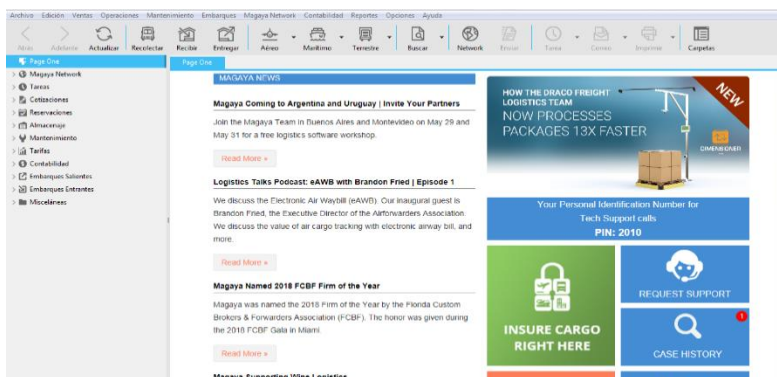 Archivo Edición Ventas Operaciones Mantenimiento Embarques Magaya Network Contabilidad Reportes Opciones Ayuda
Atrás Adelante Actualizar Recolectar Recibir Entregar Aéreo Marítimo Terrestre Buscar Network Enviar Tarea Correo Imprimir Carpetas
Page One
Magaya Network
Tareas
Cotizaciones
Reservaciones
Almacenaje
Mantenimiento
Tarifas
Contabilidad
Embarques Salientes
Embarques Entrantes
Misceláneas
Page One
MAGAYA NEWS
Magaya Coming to Argentina and Uruguay | Invite Your Partners
Join the Magaya Team in Buenos Aires and Montevideo on May 29 and
May 31 for a free logistics software workshop.
Read More »
Logistics Talks Podcast: eAWB with Brandon Fried | Episode 1
We discuss the Electronic Air Waybill (eAWB). Our inaugural guest is
Brandon Fried, the Executive Director of the Airforwarders Association.
We discuss the value of air cargo tracking with electronic airway bill, and
more.
Read More »
Magaya Named 2018 FCBF Firm of the Year
Magaya was named the 2018 Firm of the Year by the Florida Custom
Brokers & Forwarders Association (FCBF). The honor was given during
the 2018 FCBF Gala in Miami.
Read More »
Magaya Supporting Wine Logistics
HOW THE DRACO FREIGHT
LOGISTICS TEAM
NOW PROCESSES
PACKAGES 13X FASTER
NEW
DIMENSIONER
Your Personal Identification Number for
Tech Support calls
PIN: 2010
INSURE CARGO
RIGHT HERE
REQUEST SUPPORT
1
CASE HISTORY